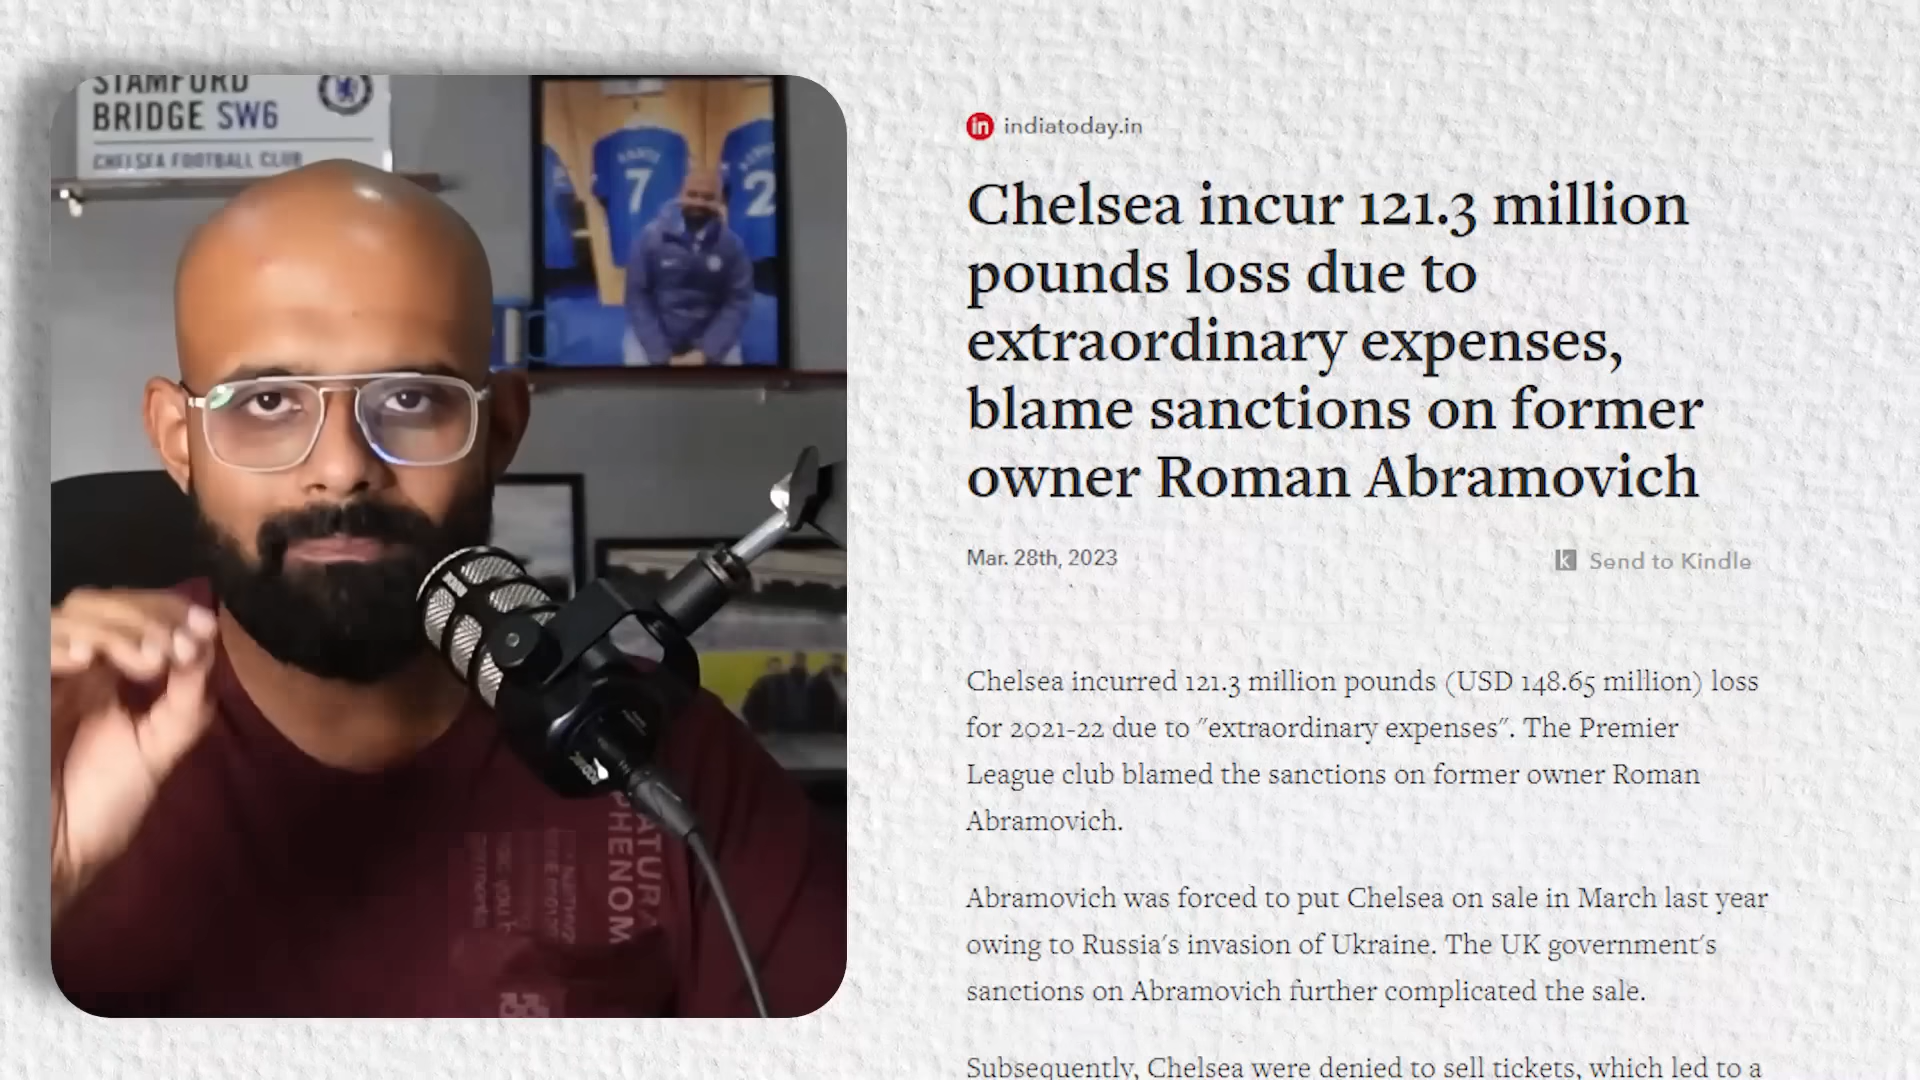 STAMFORD
BRIDGE SW6
CHELSEA FOOTBALL CLUB
7
2
PHENOM
in indiatoday.in
Chelsea incur 121.3 million
pounds loss due to
extraordinary expenses,
blame sanctions on former
owner Roman Abramovich
Mar. 28th, 2023
K Send to Kindle
Chelsea incurred 121.3 million pounds (USD 148.65 million) loss
for 2021-22 due to "extraordinary expenses". The Premier
League club blamed the sanctions on former owner Roman
Abramovich.
Abramovich was forced to put Chelsea on sale in March last year
owing to Russia's invasion of Ukraine. The UK government's
sanctions on Abramovich further complicated the sale.
Subsequently, Chelsea were denied to sell tickets, which led to a